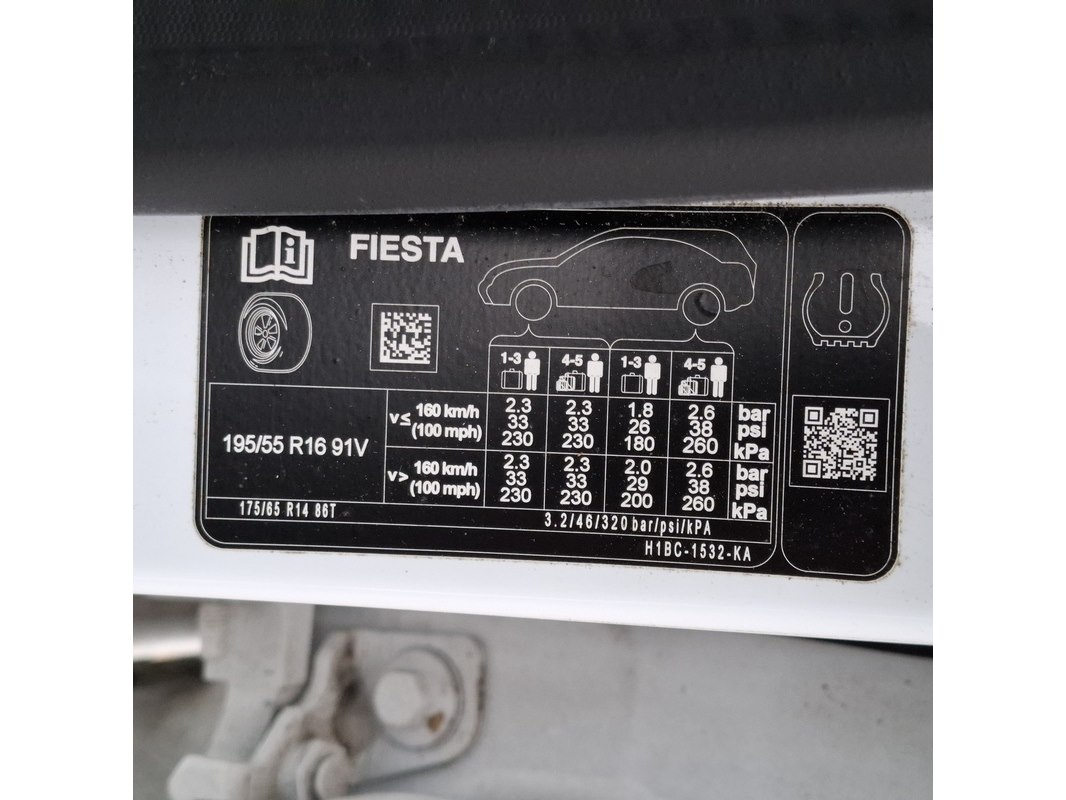 FIESTA
1-3 4-5 1-3 4-5
195/55 R16 91V
v≤ 160 km/h (100 mph)
2.3 2.3 1.8 2.6 bar
33 33 26 38 psi
230 230 180 260 kPa
v> 160 km/h (100 mph)
2.3 2.3 2.0 2.6 bar
33 33 29 38 psi
230 230 200 260 kPa
175/65 R14 86T 3.2/46/320 bar/psi/kPA
H1BC-1532-KA